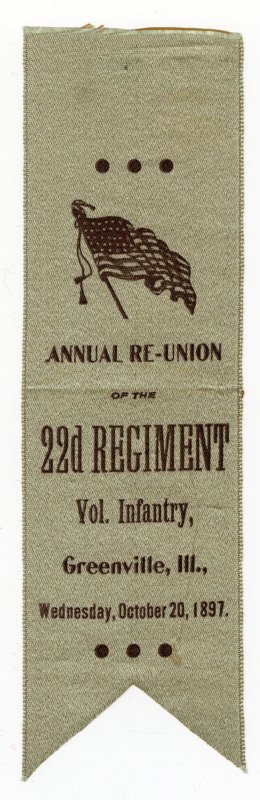 ANNUAL RE-UNION
OF THE
22d REGIMENT
Vol. Infantry,
Greenville, Ill.,
Wednesday, October 20, 1897.